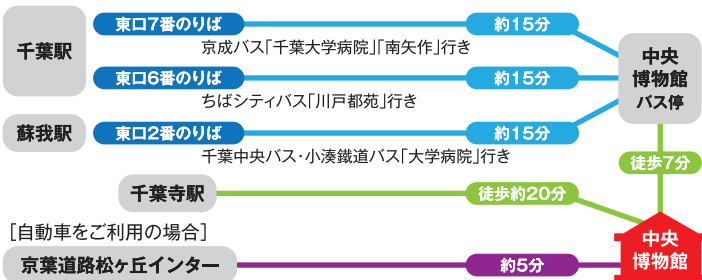 千葉駅
東口7番のりば
約15分
京成バス「千葉大学病院」「南矢作」行き
東口6番のりば
約15分
ちばシティバス「川戸都苑」行き
中央
博物館
バス停
蘇我駅
東口2番のりば
約15分
千葉中央バス・小湊鐵道バス「大学病院」行き
徒歩7分
千葉寺駅
徒歩約20分
[自動車をご利用の場合]
京葉道路松ヶ丘インター
約5分
中央
博物館